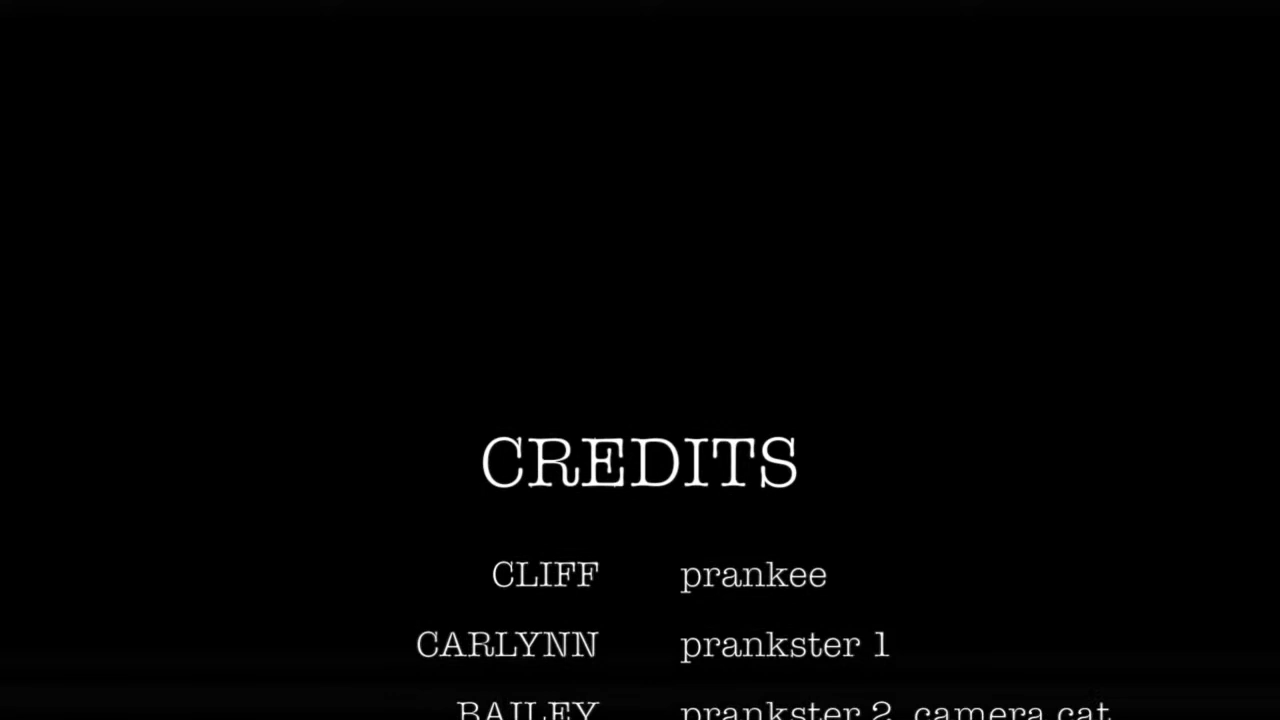 CREDITS
CLIFF prankee
CARLYNN prankster 1
BAILEY prankster 2, camera cat